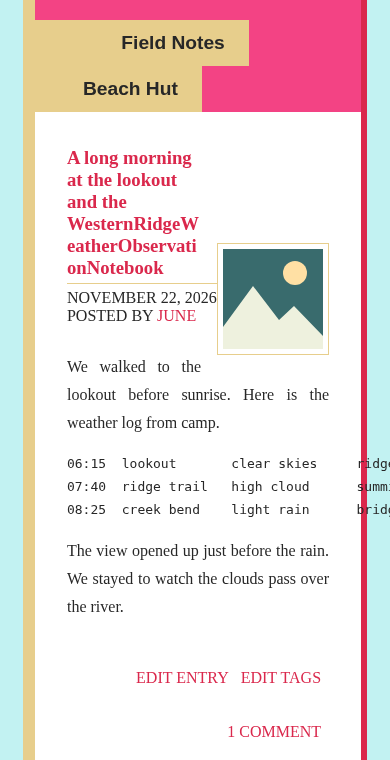 Field Notes
Beach Hut
A long morning
at the lookout
and the
WesternRidgeW
eatherObservati
onNotebook
NOVEMBER 22, 2026
POSTED BY JUNE
We walked to the
lookout before sunrise. Here is the
weather log from camp.
06:15 lookout clear skies
07:40 ridge trail high cloud
08:25 creek bend light rain
The view opened up just before the rain.
We stayed to watch the clouds pass over
the river.
EDIT ENTRY EDIT TAGS
1 COMMENT